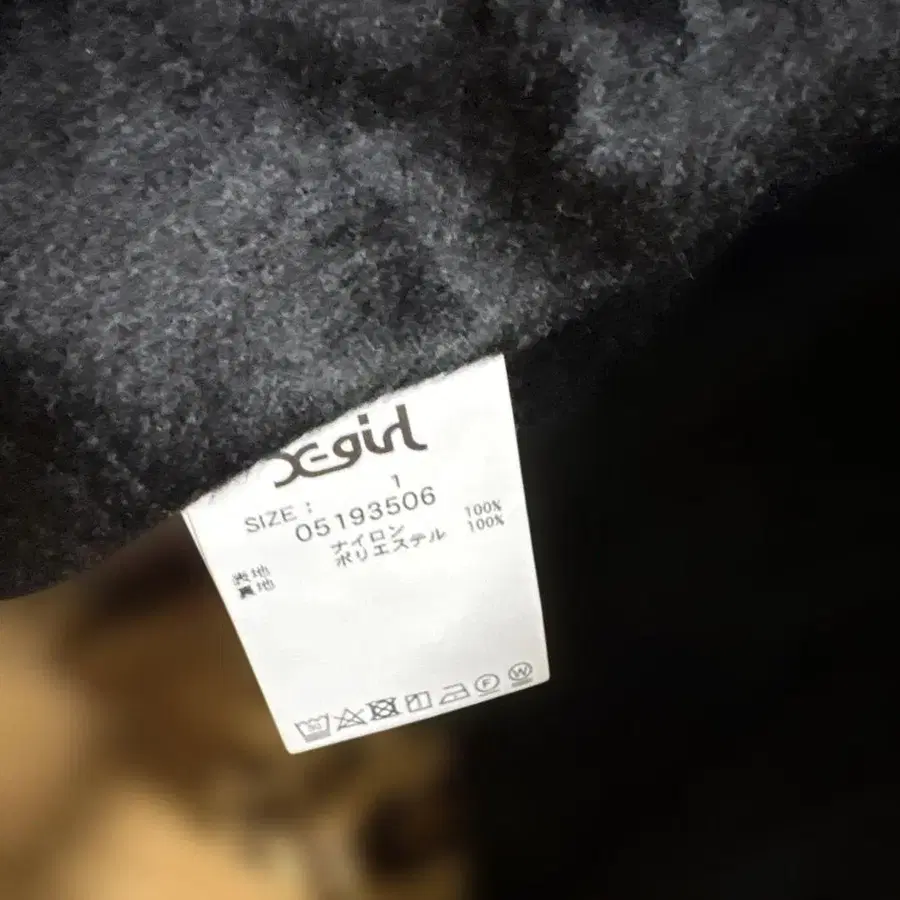 X-girl
SIZE : 1
05193506
表地 ナイロン 100%
裏地 ポリエステル 100%
30
F W